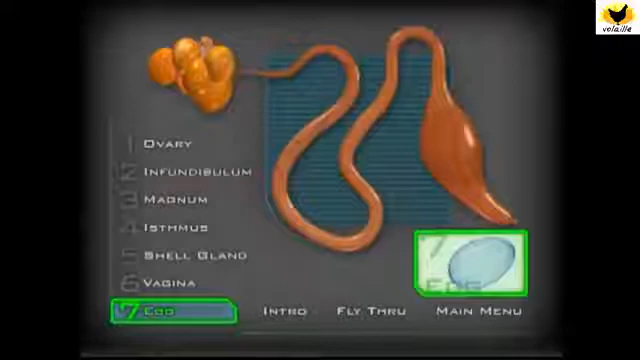 volaille
1 OVARY
2 INFUNDIBULUM
3 MAGNUM
4 ISTHMUS
5 SHELL GLAND
6 VAGINA
7 EGG
7
EGG
INTRO FLY THRU MAIN MENU